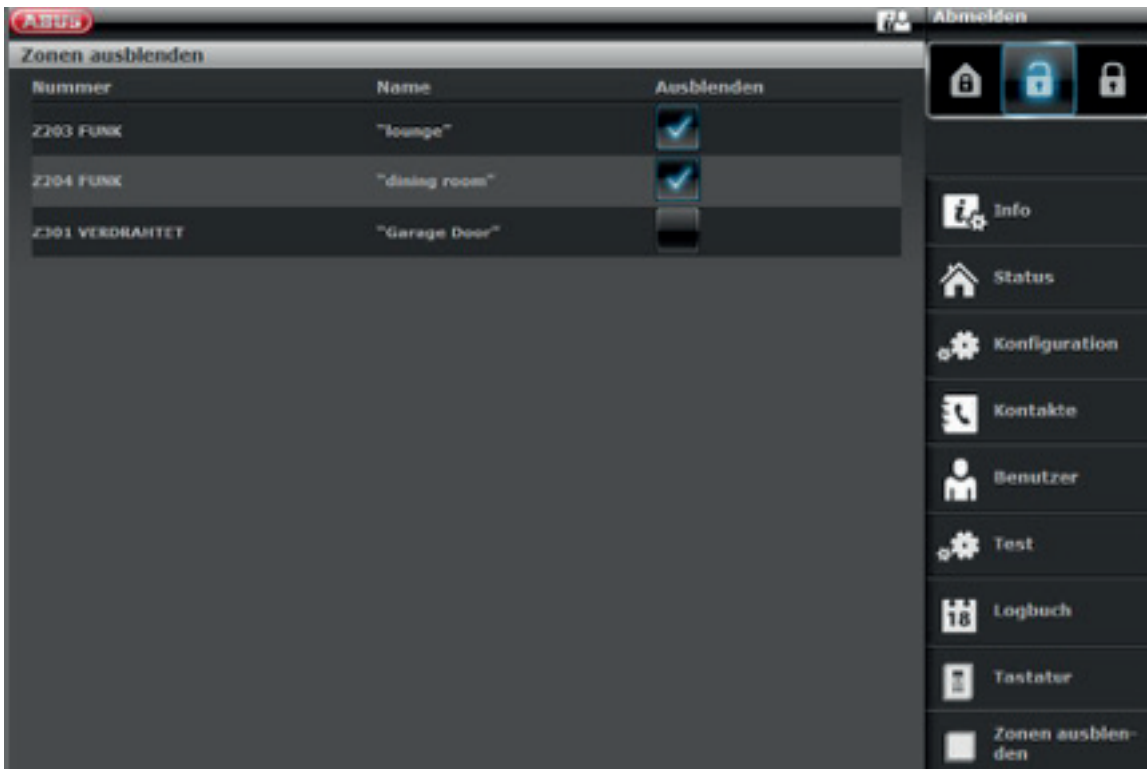 ABUS
Abmelden
Zonen ausblenden
Nummer Name Ausblenden
Z203 FUNK "lounge"
Z204 FUNK "dining room"
Z301 VERDRAHTET "Garage Door"
Info
Status
Konfiguration
Kontakte
Benutzer
Test
18 Logbuch
Tastatur
Zonen ausblen-
den